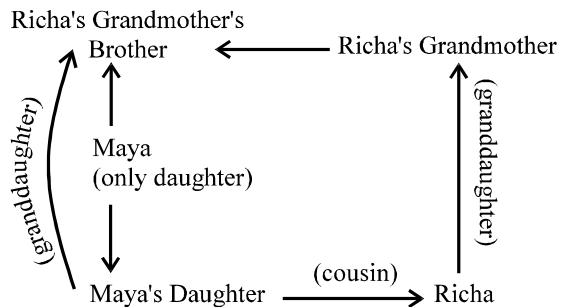 Richa's Grandmother's
Brother
Richa's Grandmother
(granddaughter)
Maya
(only daughter)
(granddaughter)
Maya's Daughter
(cousin)
Richa